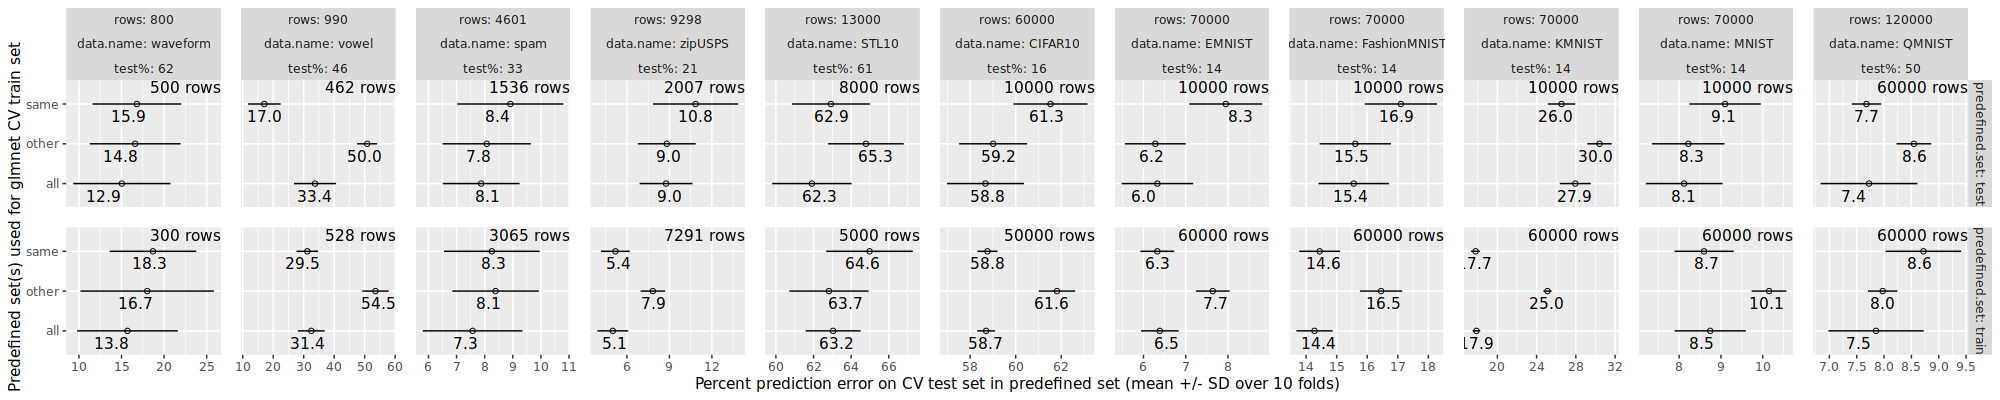 rows: 800 rows: 990 rows: 4601 rows: 9298 rows: 13000 rows: 60000 rows: 70000 rows: 70000 rows: 70000 rows: 70000 rows: 120000
data.name: waveform data.name: vowel data.name: spam data.name: zipUSPS data.name: STL10 data.name: CIFAR10 data.name: EMNIST data.name: FashionMNIST data.name: KMNIST data.name: MNIST data.name: QMNIST
test%: 62 test%: 46 test%: 33 test%: 21 test%: 61 test%: 16 test%: 14 test%: 14 test%: 14 test%: 14 test%: 50
500 rows 462 rows 1536 rows 2007 rows 8000 rows 10000 rows 10000 rows 10000 rows 10000 rows 10000 rows 60000 rows
same
15.9 17.0 8.4 10.8 62.9 61.3 8.3 16.9 26.0 9.1 7.7
other
14.8 50.0 7.8 9.0 65.3 59.2 6.2 15.5 30.0 8.3 8.6
all
12.9 33.4 8.1 9.0 62.3 58.8 6.0 15.4 27.9 8.1 7.4
predefined.set: test
300 rows 528 rows 3065 rows 7291 rows 5000 rows 50000 rows 60000 rows 60000 rows 60000 rows 60000 rows 60000 rows
same
18.3 29.5 8.3 5.4 64.6 58.8 6.3 14.6 17.7 8.7 8.6
other
16.7 54.5 8.1 7.9 63.7 61.6 7.7 16.5 25.0 10.1 8.0
all
13.8 31.4 7.3 5.1 63.2 58.7 6.5 14.4 17.9 8.5 7.5
predefined.set: train
10 15 20 25 10 20 30 40 50 60 6 7 8 9 10 11 6 9 12 60 62 64 66 58 60 62 6 7 8 14 15 16 17 18 20 24 28 32 8 9 10 7.0 7.5 8.0 8.5 9.0 9.5
Percent prediction error on CV test set in predefined set (mean +/- SD over 10 folds)
Predefined set(s) used for glmnet CV train set